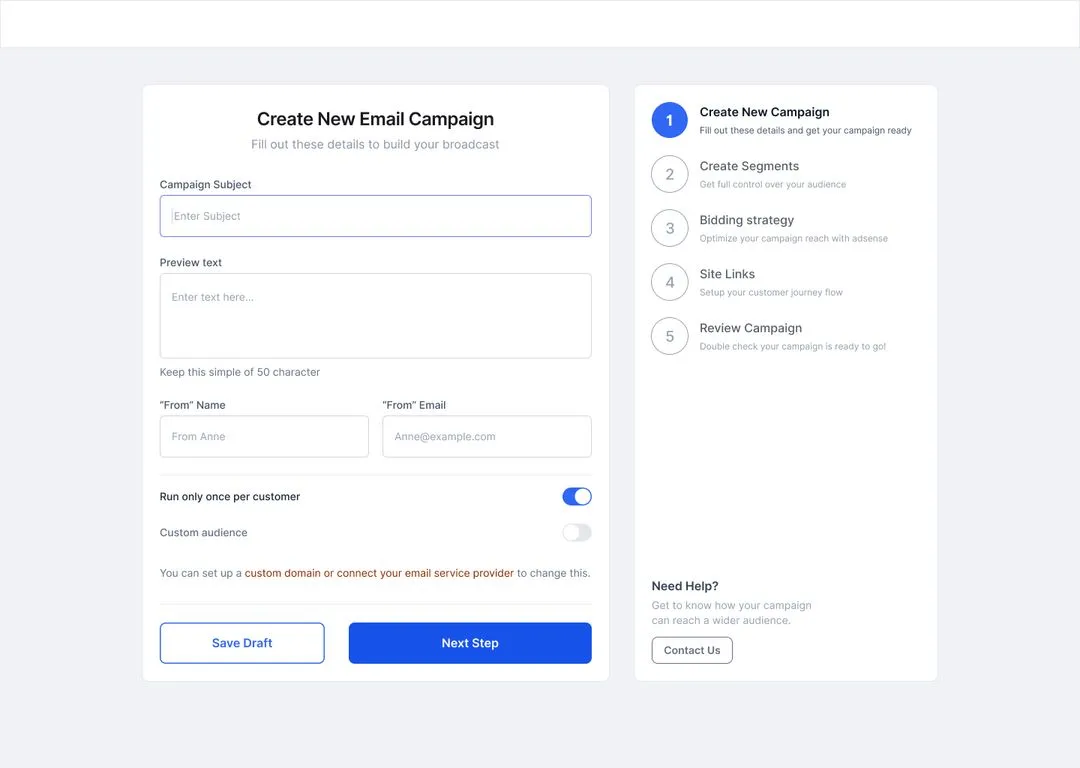 Create New Email Campaign
Fill out these details to build your broadcast
Campaign Subject
Enter Subject
Preview text
Enter text here...
Keep this simple of 50 character
“From” Name
“From” Email
From Anne
Anne@example.com
Run only once per customer
Custom audience
You can set up a custom domain or connect your email service provider to change this.
Save Draft
Next Step
1
Create New Campaign
Fill out these details and get your campaign ready
2
Create Segments
Get full control over your audience
3
Bidding strategy
Optimize your campaign reach with adsense
4
Site Links
Setup your customer journey flow
5
Review Campaign
Double check your campaign is ready to go!
Need Help?
Get to know how your campaign
can reach a wider audience.
Contact Us